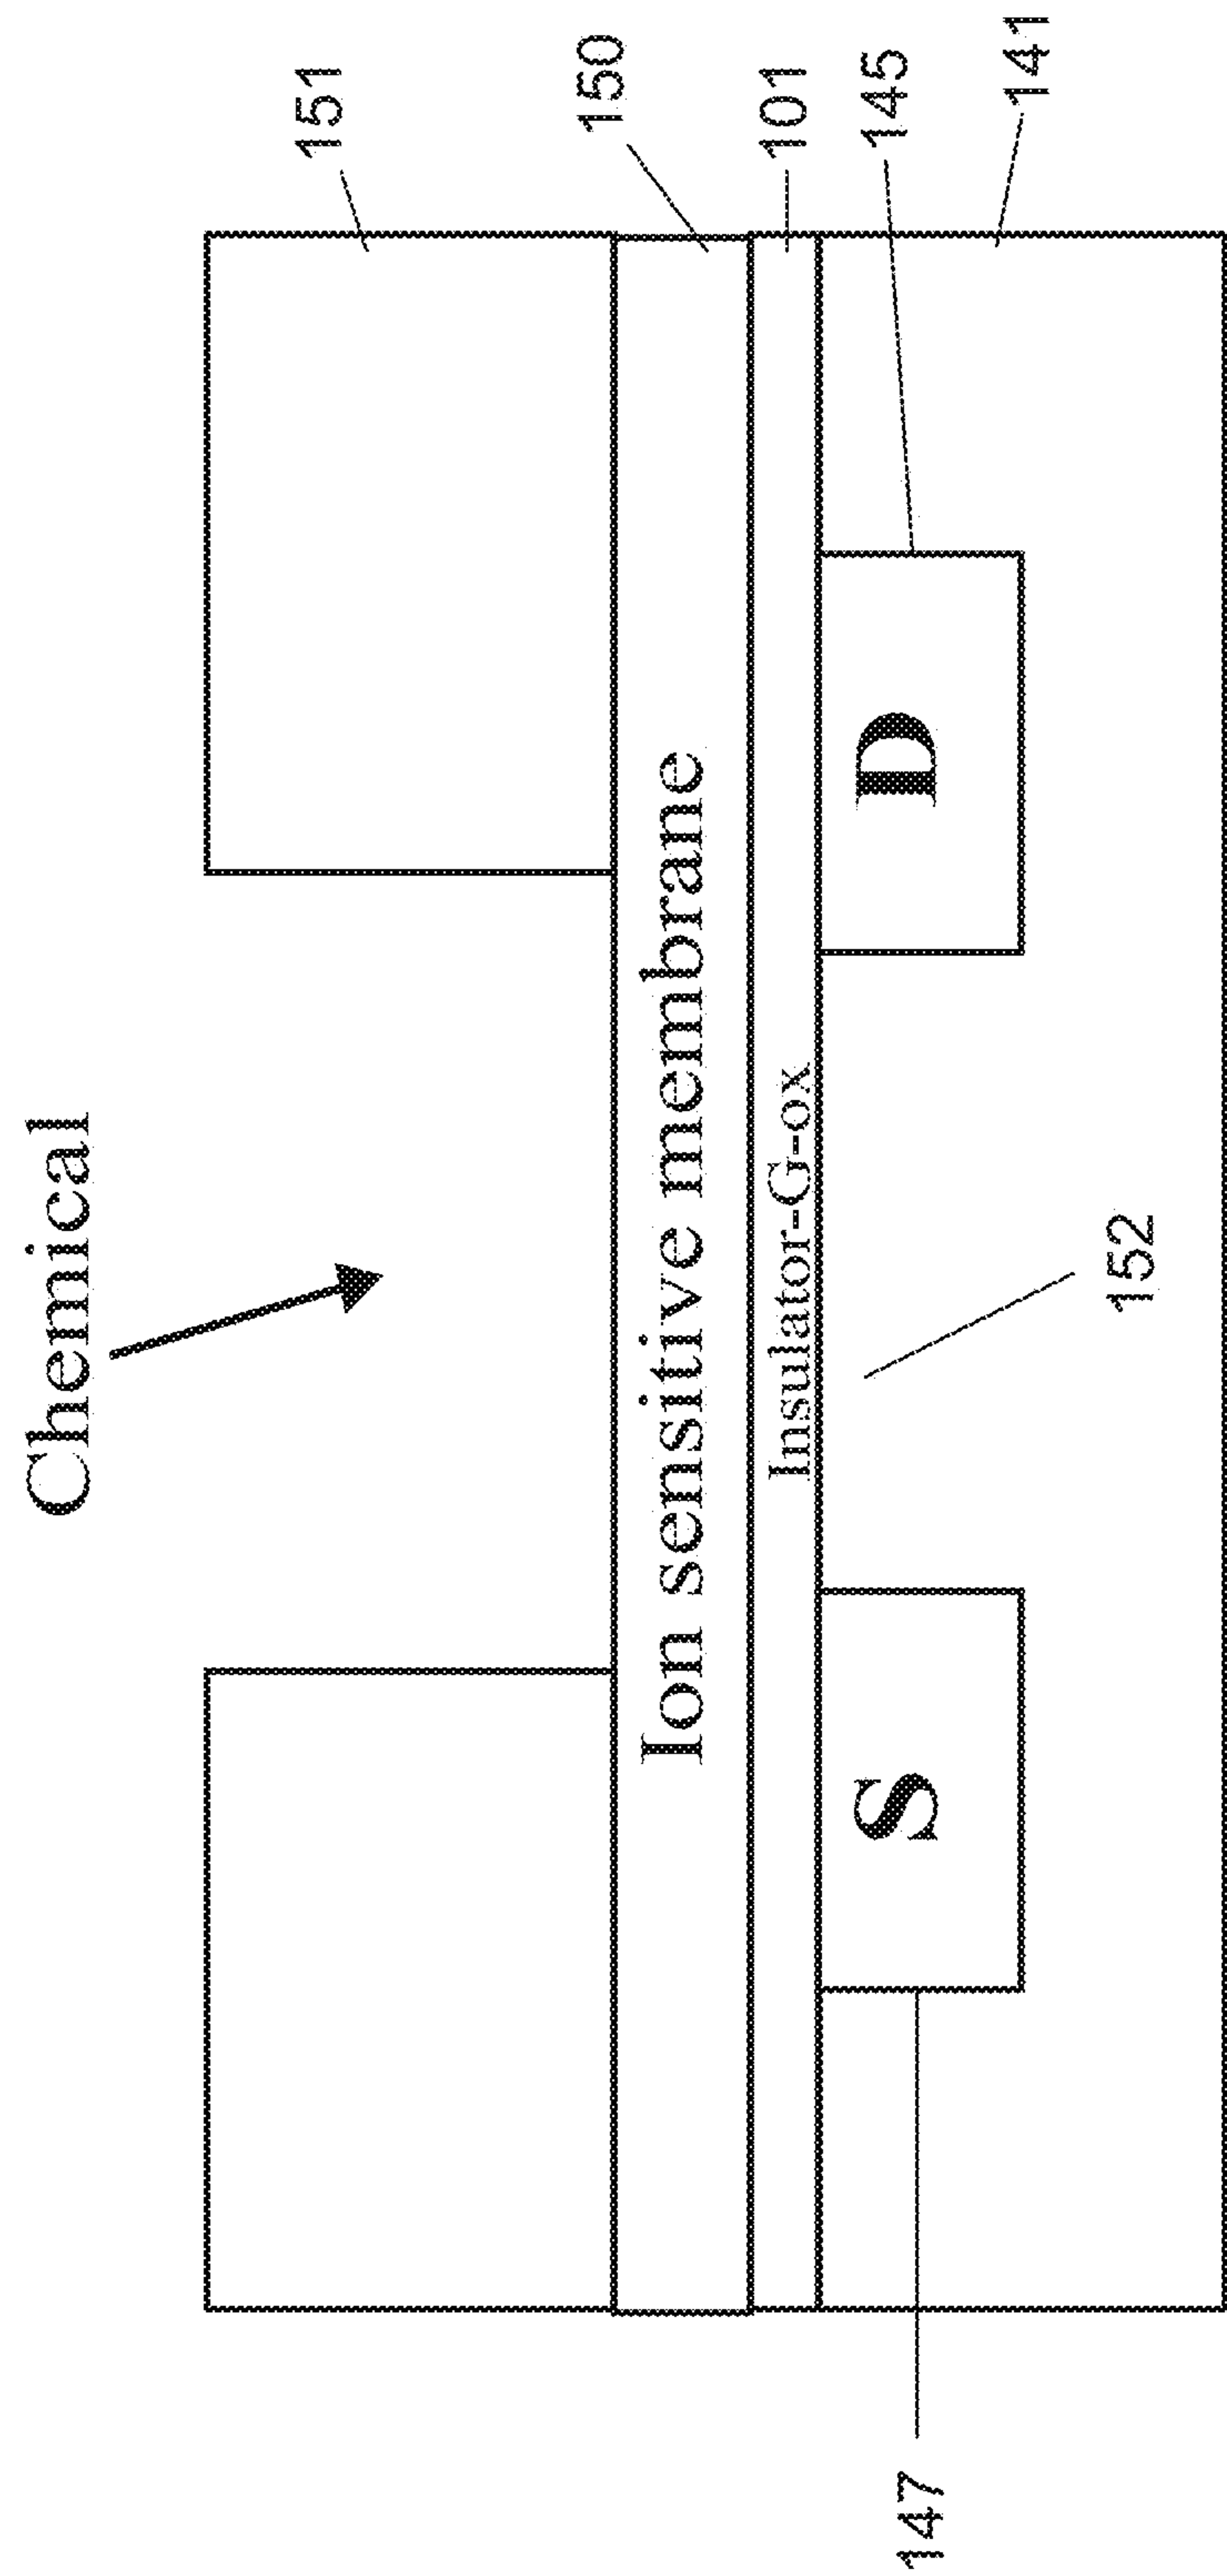 Chemical
151
150
Ion sensitive membrane
101
Insulator-G-ox
145
S
D
147
141
152